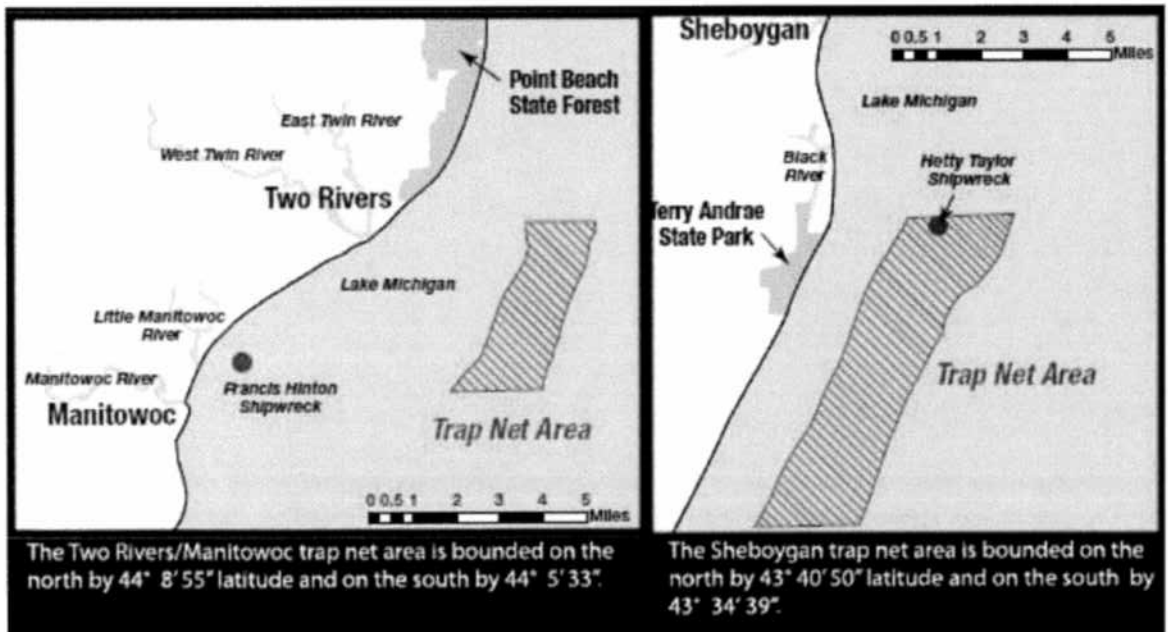 Point Beach
State Forest
East Twin River
West Twin River
Two Rivers
Lake Michigan
Little Manitowoc
River
Manitowoc River
Francis Hinton
Shipwreck
Manitowoc
Trap Net Area
0 0.5 1 2 3 4 5
Miles
The Two Rivers/Manitowoc trap net area is bounded on the
north by 44° 8' 55" latitude and on the south by 44° 5' 33".
Sheboygan
0 0.5 1 2 3 4 5
Miles
Lake Michigan
Black
River
Hetty Taylor
Shipwreck
Terry Andrae
State Park
Trap Net Area
The Sheboygan trap net area is bounded on the
north by 43° 40' 50" latitude and on the south by
43° 34' 39".